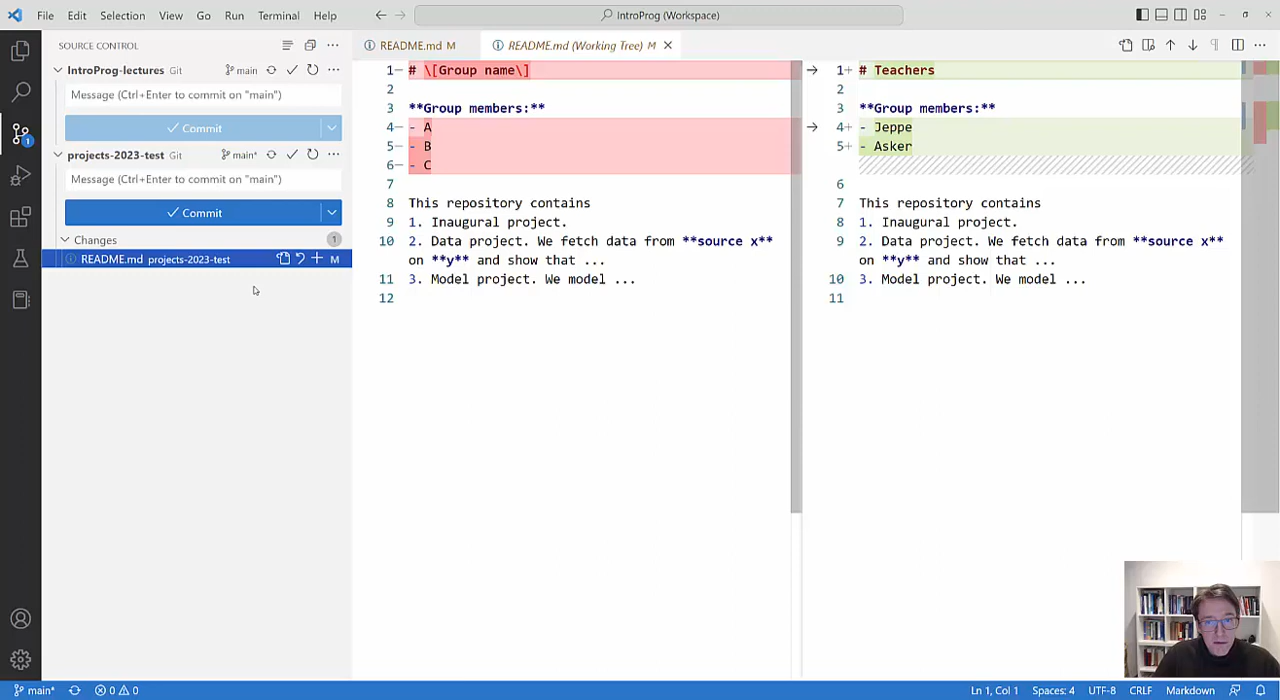 File Edit Selection View Go Run Terminal Help
IntroProg (Workspace)
SOURCE CONTROL
README.md M
README.md (Working Tree) M
IntroProg-lectures Git
main
Message (Ctrl+Enter to commit on "main")
Commit
projects-2023-test Git
main*
Message (Ctrl+Enter to commit on "main")
Commit
Changes 1
README.md projects-2023-test M
1
1— # \[Group name\]
2
3 **Group members:**
4— - A
5— - B
6— - C
7
8 This repository contains
9 1. Inaugural project.
10 2. Data project. We fetch data from **source x**
on **y** and show that ...
11 3. Model project. We model ...
12
1+ # Teachers
2
3 **Group members:**
4+ - Jeppe
5+ - Asker
6
7 This repository contains
8 1. Inaugural project.
9 2. Data project. We fetch data from **source x**
on **y** and show that ...
10 3. Model project. We model ...
11
main* 0 0 Ln 1, Col 1 Spaces: 4 UTF-8 CRLF Markdown